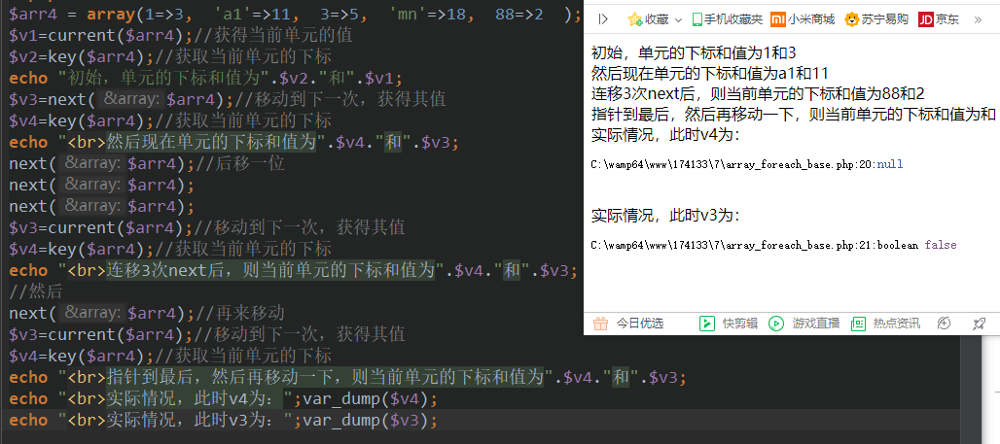 $arr4 = array(1=>3, 'a1'=>11, 3=>5, 'mn'=>18, 88=>2 );
$v1=current($arr4);//获得当前单元的值
$v2=key($arr4);//获取当前单元的下标
echo "初始，单元的下标和值为".$v2."和".$v1;
$v3=next( &array: $arr4);//移动到下一次，获得其值
$v4=key($arr4);//获取当前单元的下标
echo "<br>然后现在单元的下标和值为".$v4."和".$v3;
next( &array: $arr4);//后移一位
next( &array: $arr4);
next( &array: $arr4);
$v3=current($arr4);//移动到下一次，获得其值
$v4=key($arr4);//获取当前单元的下标
echo "<br>连移3次next后，则当前单元的下标和值为".$v4."和".$v3;
//然后
next( &array: $arr4);//再来移动
$v3=current($arr4);//移动到下一次，获得其值
$v4=key($arr4);//获取当前单元的下标
echo "<br>指针到最后，然后再移动一下，则当前单元的下标和值为".$v4."和".$v3;
echo "<br>实际情况，此时v4为：";var_dump($v4);
echo "<br>实际情况，此时v3为：";var_dump($v3);
收藏 手机收藏夹 小米商城 苏宁易购 JD 京东 »
初始，单元的下标和值为1和3
然后现在单元的下标和值为a1和11
连移3次next后，则当前单元的下标和值为88和2
指针到最后，然后再移动一下，则当前单元的下标和值为和
实际情况，此时v4为：
C:\wamp64\www\174133\7\array_foreach_base.php:20:null
实际情况，此时v3为：
C:\wamp64\www\174133\7\array_foreach_base.php:21:boolean false
今日优选 快剪辑 游戏直播 热点资讯